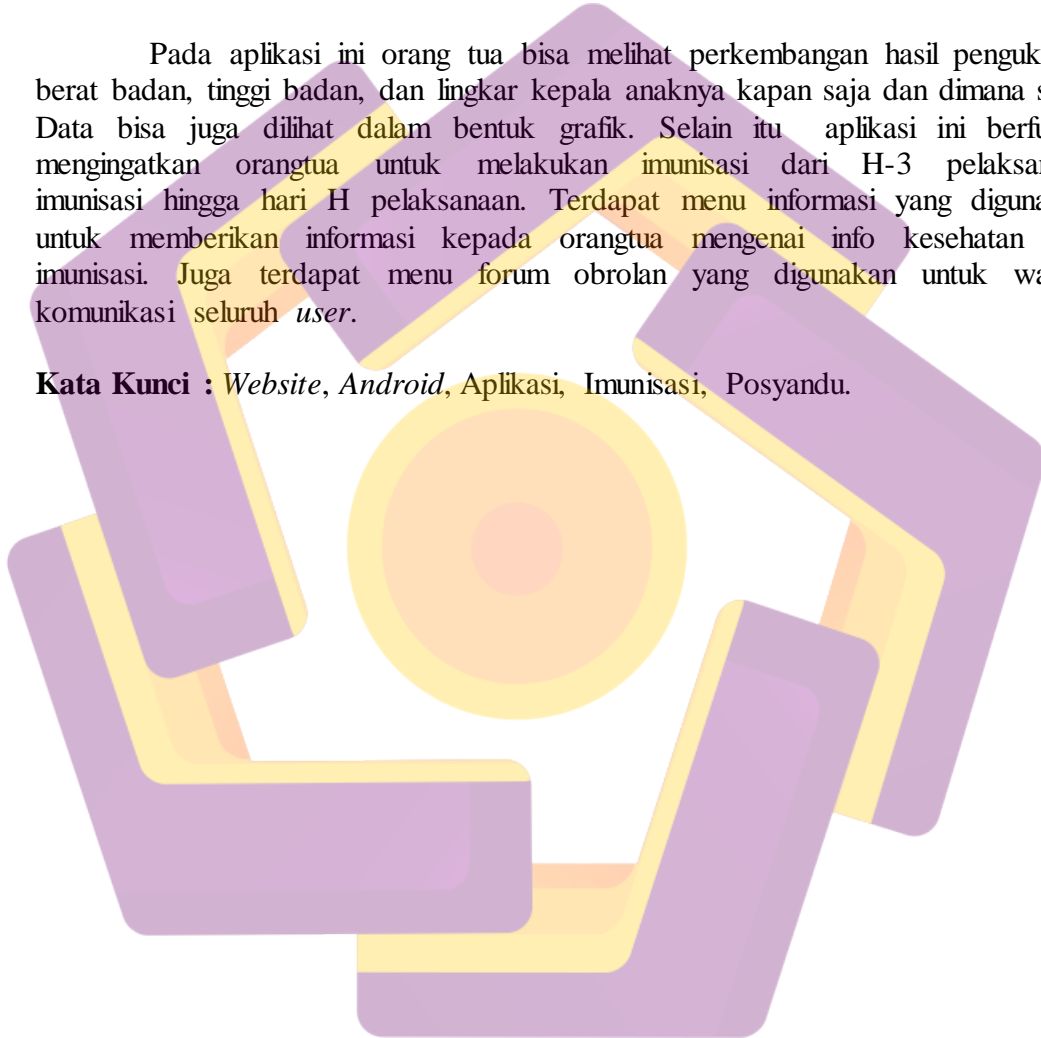 Pada aplikasi ini orang tua bisa melihat perkembangan hasil penguk
berat badan, tinggi badan, dan lingkar kepala anaknya kapan saja dan dimana s
Data bisa juga dilihat dalam bentuk grafik. Selain itu aplikasi ini berfu
mengingatkan orangtua untuk melakukan imunisasi dari H-3 pelaksa
imunisasi hingga hari H pelaksanaan. Terdapat menu informasi yang diguna
untuk memberikan informasi kepada orangtua mengenai info kesehatan
imunisasi. Juga terdapat menu forum obrolan yang digunakan untuk wa
komunikasi seluruh user.
Kata Kunci : Website, Android, Aplikasi, Imunisasi, Posyandu.